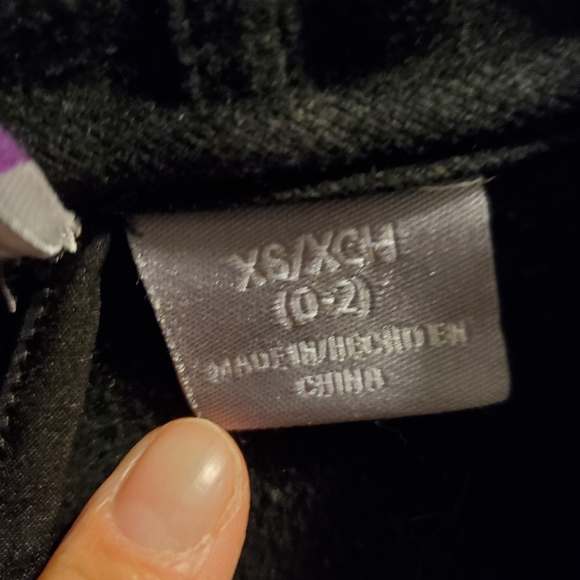 XS/XCH
(0-2)
MADE IN/HECHO EN
CHINA